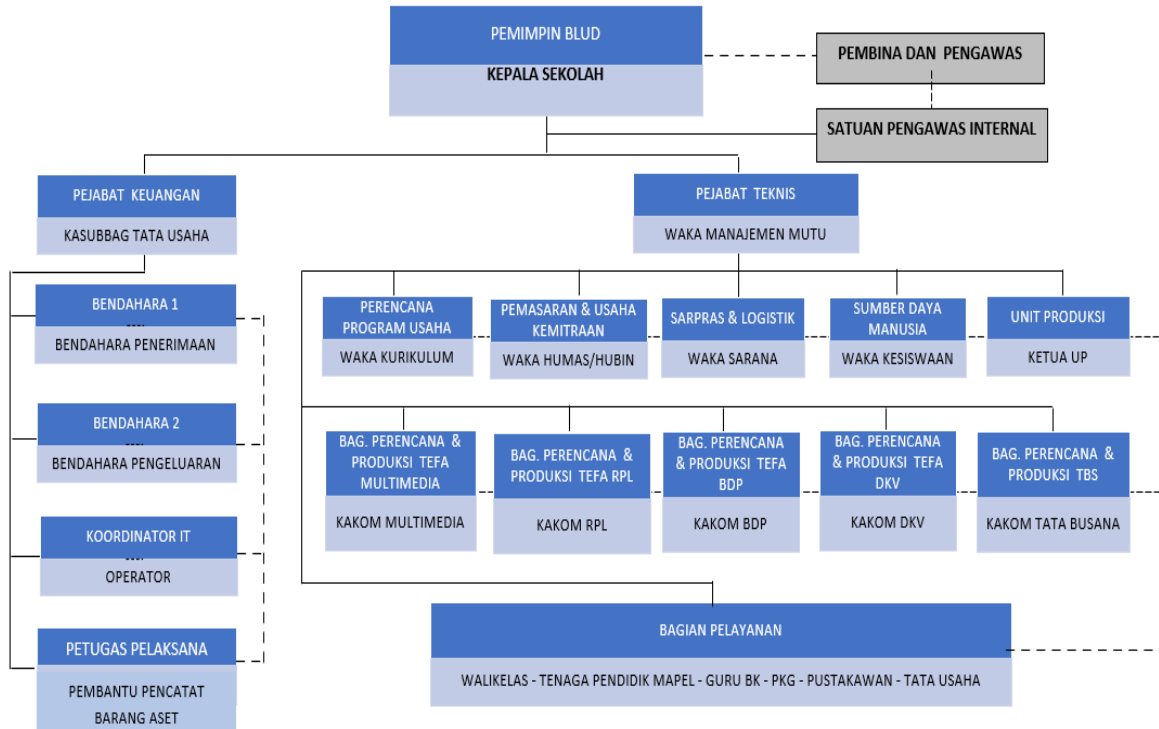 PEMIMPIN BLUD
KEPALA SEKOLAH
PEMBINA DAN PENGAWAS
SATUAN PENGAWAS INTERNAL
PEJABAT KEUANGAN
KASUBBAG TATA USAHA
PEJABAT TEKNIS
WAKA MANAJEMEN MUTU
BENDAHARA 1
BENDAHARA PENERIMAAN
BENDAHARA 2
BENDAHARA PENGELUARAN
KOORDINATOR IT
OPERATOR
PETUGAS PELAKSANA
PEMBANTU PENCATAT
BARANG ASET
PERENCANA
PROGRAM USAHA
WAKA KURIKULUM
PEMASARAN & USAHA
KEMITRAAN
WAKA HUMAS/HUBIN
SARPRAS & LOGISTIK
WAKA SARANA
SUMBER DAYA
MANUSIA
WAKA KESISWAAN
UNIT PRODUKSI
KETUA UP
BAG. PERENCANA &
PRODUKSI TEFA
MULTIMEDIA
KAKOM MULTIMEDIA
BAG. PERENCANA
& PRODUKSI TEFA RPL
KAKOM RPL
BAG. PERENCANA
& PRODUKSI TEFA
BDP
KAKOM BDP
BAG. PERENCANA
& PRODUKSI TEFA
DKV
KAKOM DKV
BAG. PERENCANA &
PRODUKSI TBS
KAKOM TATA BUSANA
BAGIAN PELAYANAN
WALIKELAS - TENAGA PENDIDIK MAPEL - GURU BK - PKG - PUSTAKAWAN - TATA USAHA